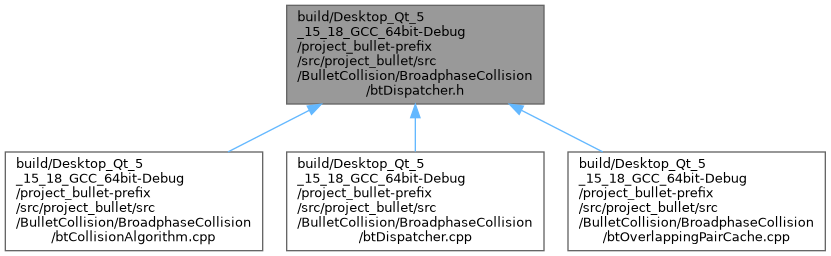 build/Desktop_Qt_5
_15_18_GCC_64bit-Debug
/project_bullet-prefix
/src/project_bullet/src
/BulletCollision/BroadphaseCollision
/btDispatcher.h
build/Desktop_Qt_5
_15_18_GCC_64bit-Debug
/project_bullet-prefix
/src/project_bullet/src
/BulletCollision/BroadphaseCollision
/btCollisionAlgorithm.cpp
build/Desktop_Qt_5
_15_18_GCC_64bit-Debug
/project_bullet-prefix
/src/project_bullet/src
/BulletCollision/BroadphaseCollision
/btDispatcher.cpp
build/Desktop_Qt_5
_15_18_GCC_64bit-Debug
/project_bullet-prefix
/src/project_bullet/src
/BulletCollision/BroadphaseCollision
/btOverlappingPairCache.cpp